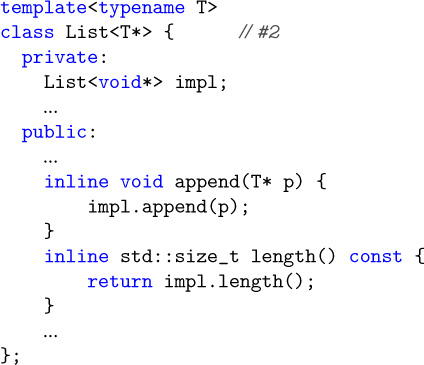 template<typename T>
class List<T*> {      // #2
  private:
    List<void*> impl;
    ...
  public:
    ...
    inline void append(T* p) {
        impl.append(p);
    }
    inline std::size_t length() const {
        return impl.length();
    }
    ...
};